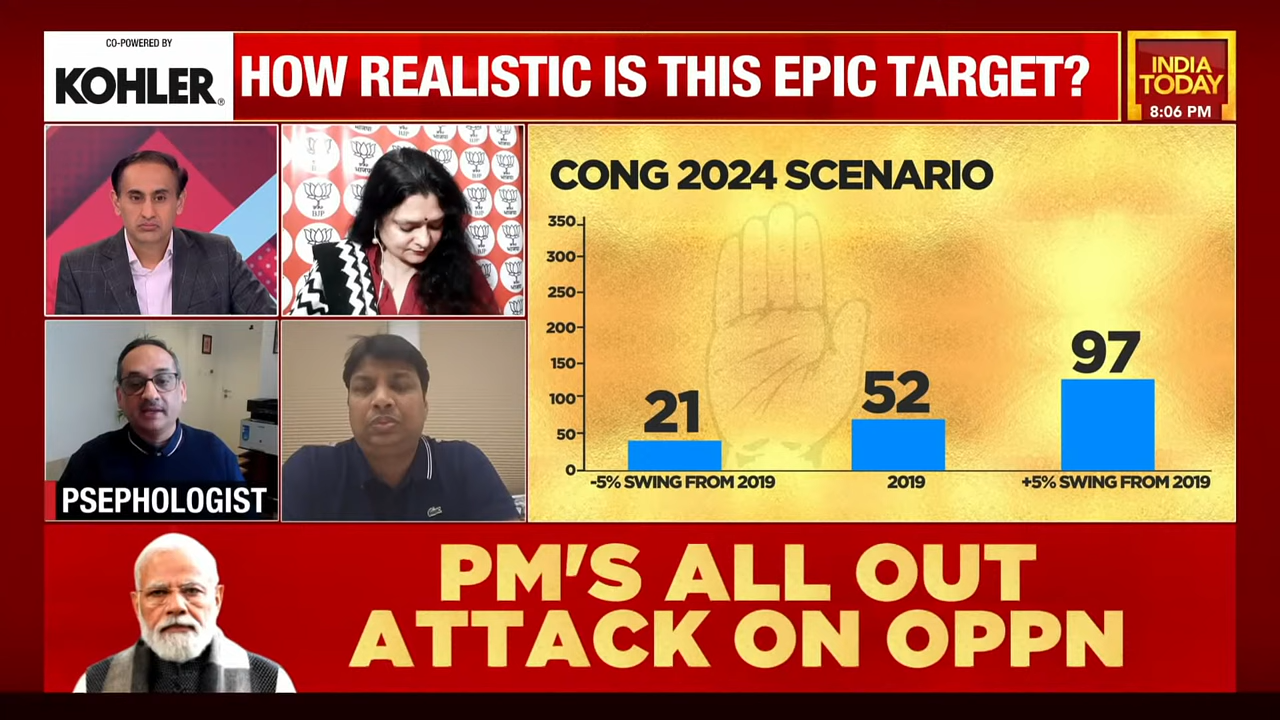 CO-POWERED BY
KOHLER®
HOW REALISTIC IS THIS EPIC TARGET?
INDIA
TODAY
8:06 PM
BJP
भाजपा
PSEPHOLOGIST
CONG 2024 SCENARIO
350
300
250
200
150
100
50
0
21
52
97
-5% SWING FROM 2019
2019
+5% SWING FROM 2019
PM'S ALL OUT
ATTACK ON OPPN